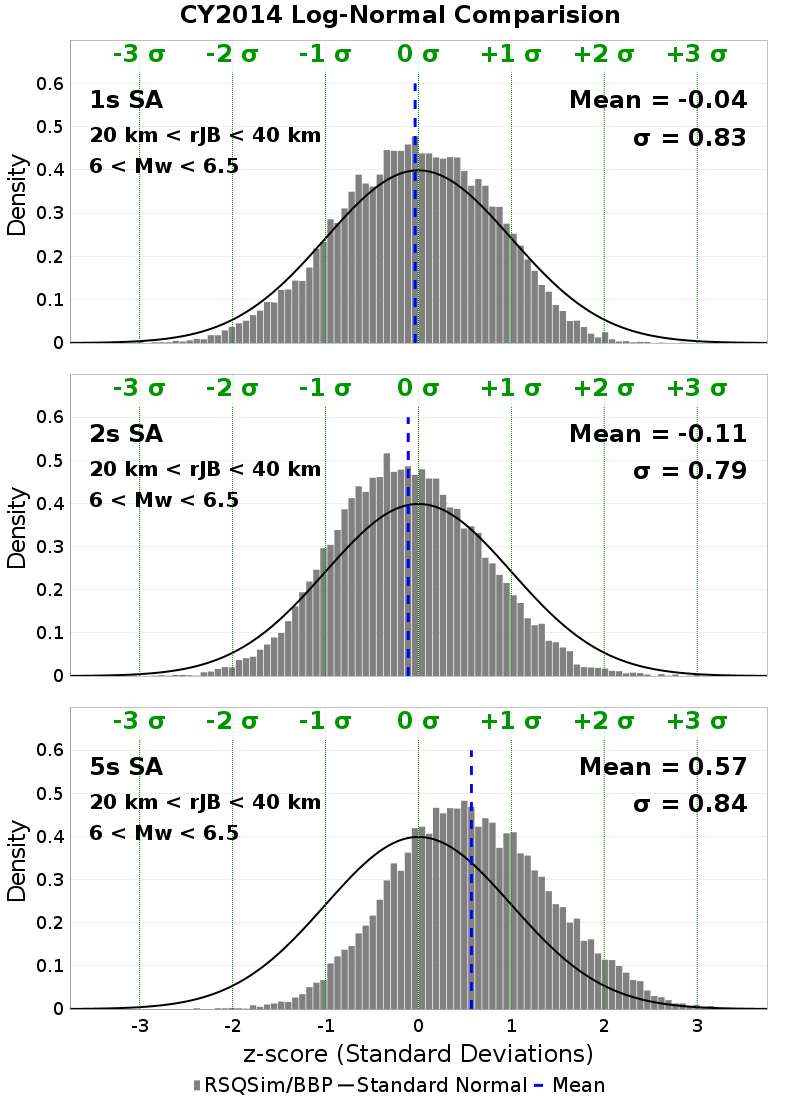 CY2014 Log-Normal Comparision
-3 σ -2 σ -1 σ 0 σ +1 σ +2 σ +3 σ
0.6
1s SA Mean = -0.04
0.5
20 km < rJB < 40 km σ = 0.83
6 < Mw < 6.5
0.4
0.3
0.2
0.1
0
Density
-3 σ -2 σ -1 σ 0 σ +1 σ +2 σ +3 σ
0.6
2s SA Mean = -0.11
0.5
20 km < rJB < 40 km σ = 0.79
6 < Mw < 6.5
0.4
0.3
0.2
0.1
0
Density
-3 σ -2 σ -1 σ 0 σ +1 σ +2 σ +3 σ
0.6
5s SA Mean = 0.57
0.5
20 km < rJB < 40 km σ = 0.84
6 < Mw < 6.5
0.4
0.3
0.2
0.1
0
Density
-3 -2 -1 0 1 2 3
z-score (Standard Deviations)
RSQSim/BBP Standard Normal Mean